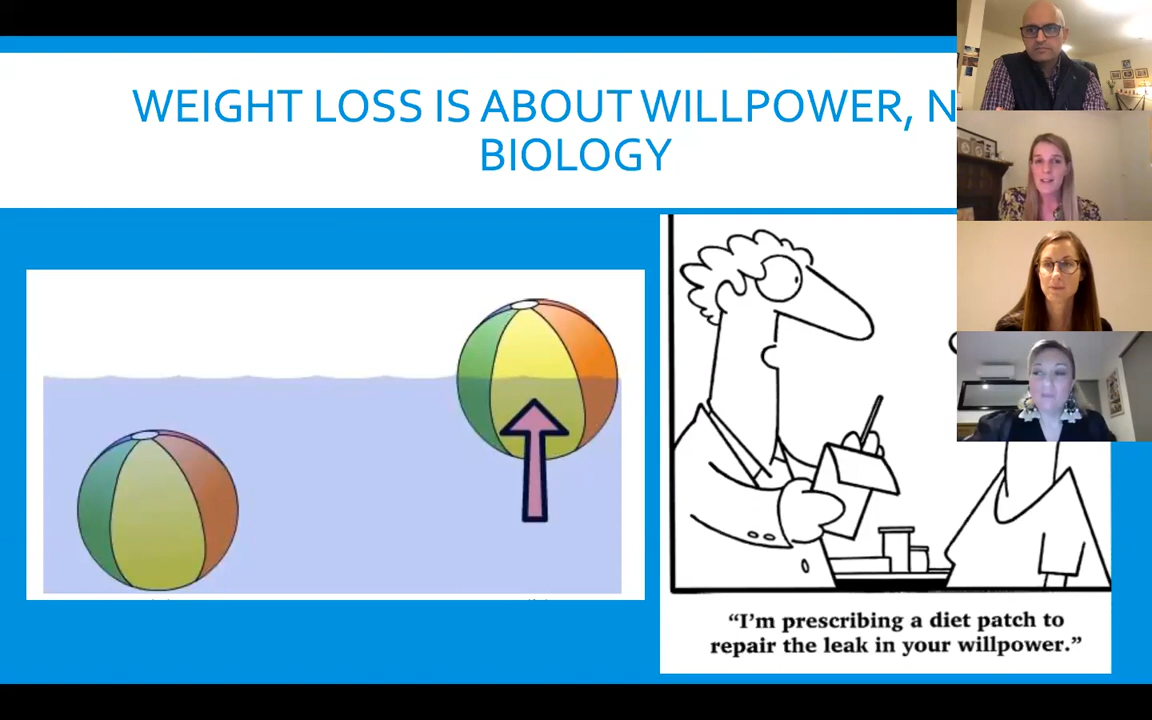 WEIGHT LOSS IS ABOUT WILLPOWER, N
BIOLOGY
“I’m prescribing a diet patch to
repair the leak in your willpower.”